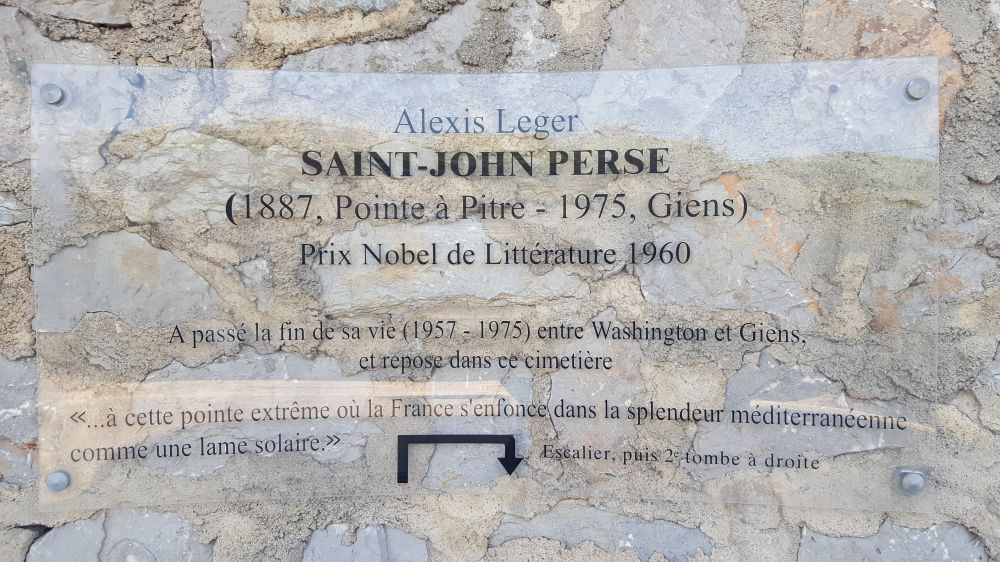 Alexis Leger
SAINT-JOHN PERSE
(1887, Pointe à Pitre - 1975, Giens)
Prix Nobel de Littérature 1960
A passé la fin de sa vie (1957 - 1975) entre Washington et Giens,
et repose dans ce cimetière
«...à cette pointe extrême où la France s'enfonce dans la splendeur méditerranéenne
comme une lame solaire.»
Escalier, puis 2e tombe à droite